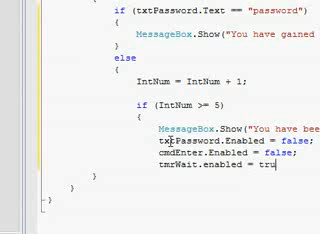 if (txtPassword.Text == "password")
{
MessageBox.Show("You have gained
}
else
{
IntNum = IntNum + 1;
if (IntNum >= 5)
{
MessageBox.Show("You have bee
txtPassword.Enabled = false;
cmdEnter.Enabled = false;
tmrWait.enabled = tru
}
}
}